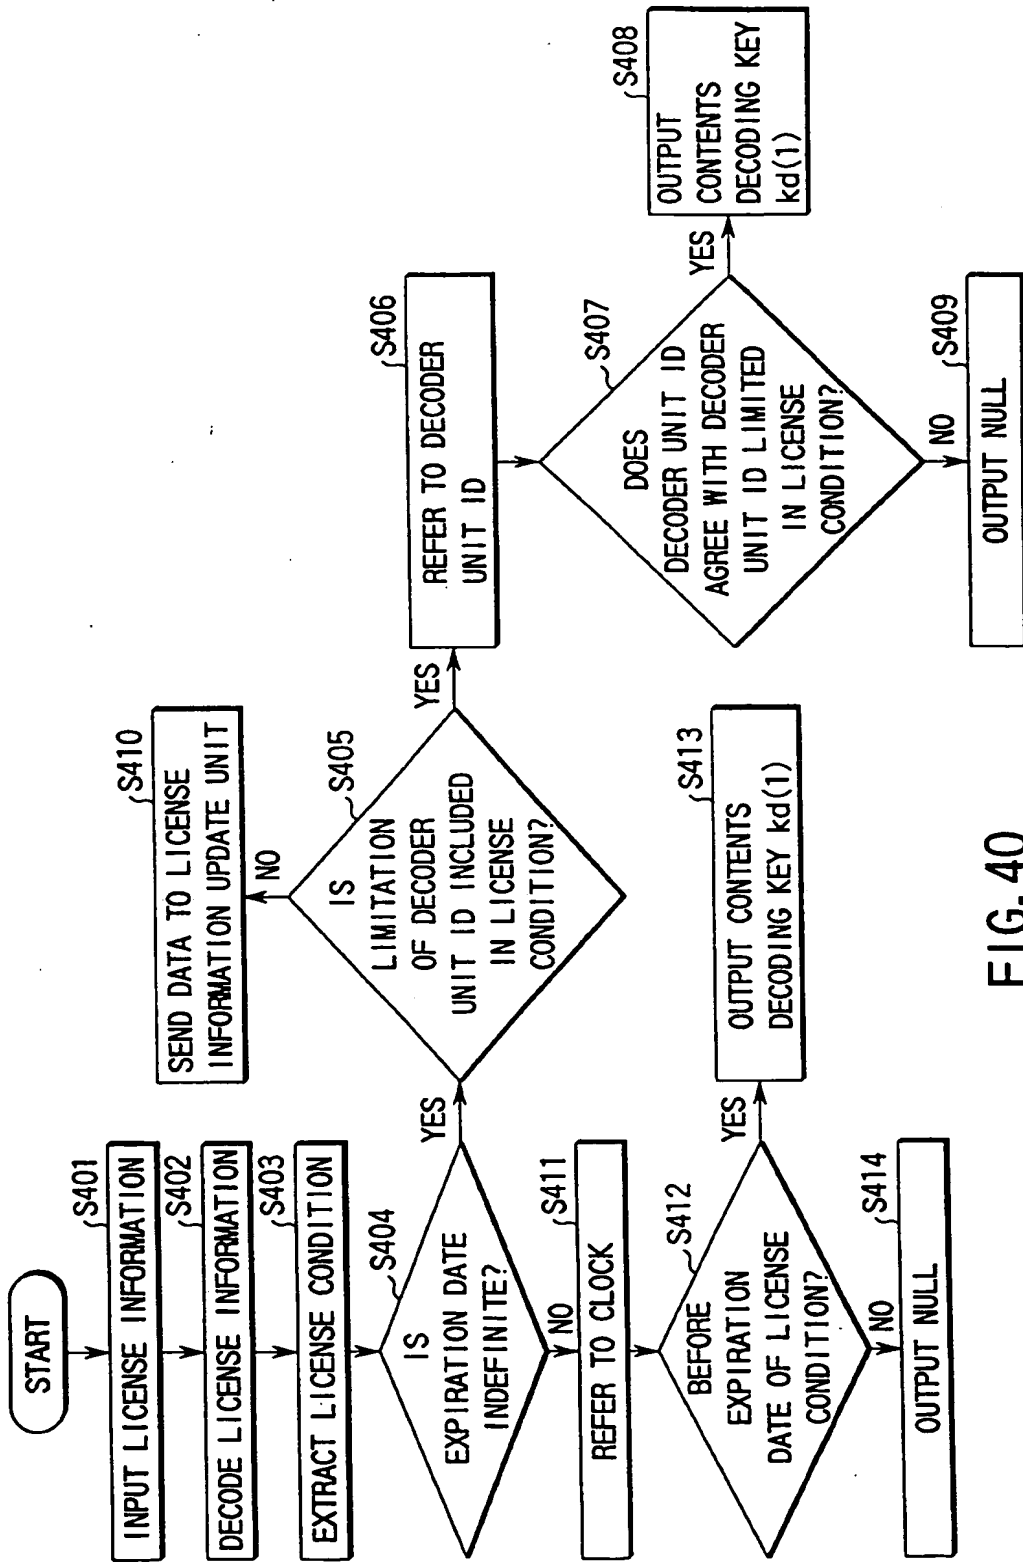 START
S401
INPUT LICENSE INFORMATION
S402
DECODE LICENSE INFORMATION
S403
EXTRACT LICENSE CONDITION
S404
IS
EXPIRATION DATE
INDEFINITE?
YES
NO
S405
IS
LIMITATION
OF DECODER
UNIT ID INCLUDED
IN LICENSE
CONDITION?
YES
NO
S410
SEND DATA TO LICENSE
INFORMATION UPDATE UNIT
S406
REFER TO DECODER
UNIT ID
S407
DOES
DECODER UNIT ID
AGREE WITH DECODER
UNIT ID LIMITED
IN LICENSE
CONDITION?
YES
NO
S408
OUTPUT
CONTENTS
DECODING KEY
kd(1)
S409
OUTPUT NULL
S411
REFER TO CLOCK
S412
BEFORE
EXPIRATION
DATE OF LICENSE
CONDITION?
YES
NO
S413
OUTPUT CONTENTS
DECODING KEY kd(1)
S414
OUTPUT NULL
FIG. 40